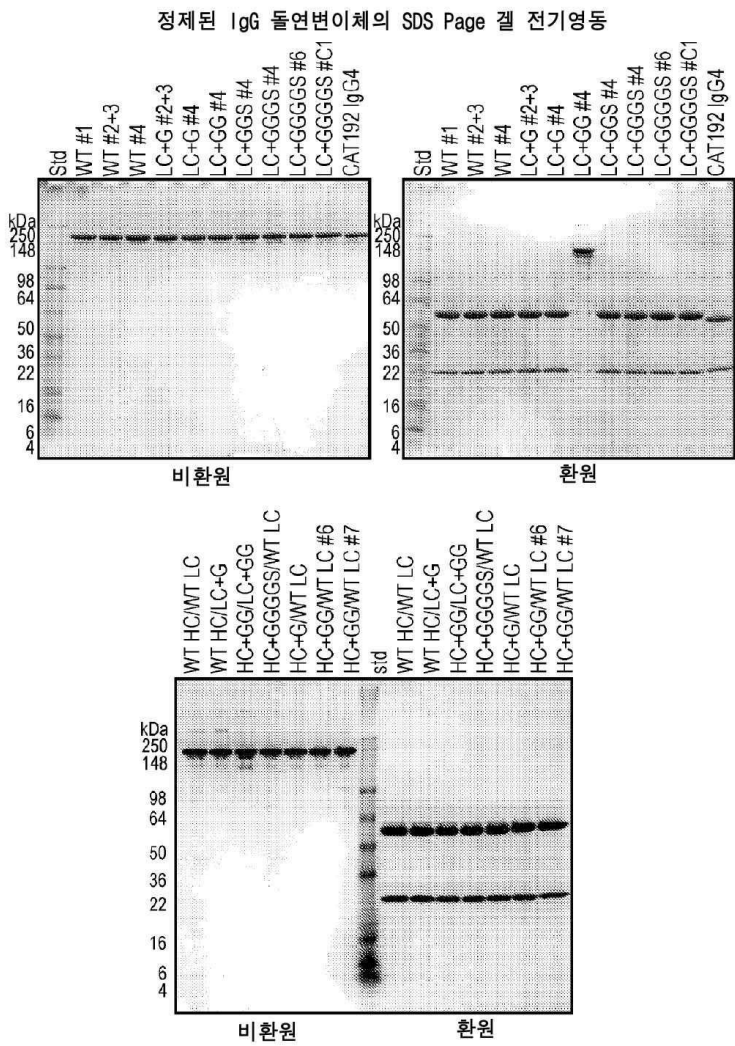 정제된 IgG 돌연변이체의 SDS Page 겔 전기영동
Std
WT #1
WT #2+3
WT #4
LC+G #2+3
LC+G #4
LC+GG #4
LC+GGS #4
LC+GGGS #4
LC+GGGGS #6
LC+GGGGS #C1
CAT192 IgG4
kDa
250
148
98
64
50
36
22
16
6
4
비환원
Std
WT #1
WT #2+3
WT #4
LC+G #2+3
LC+G #4
LC+GG #4
LC+GGS #4
LC+GGGS #4
LC+GGGGS #6
LC+GGGGS #C1
CAT192 IgG4
kDa
250
148
98
64
50
36
22
16
6
4
환원
WT HC/WT LC
WT HC/LC+G
HC+GG/LC+GG
HC+GGGGS/WT LC
HC+G/WT LC
HC+GG/WT LC #6
HC+GG/WT LC #7
std
WT HC/WT LC
WT HC/LC+G
HC+GG/LC+GG
HC+GGGGS/WT LC
HC+G/WT LC
HC+GG/WT LC #6
HC+GG/WT LC #7
kDa
250
148
98
64
50
36
22
16
6
4
비환원
환원